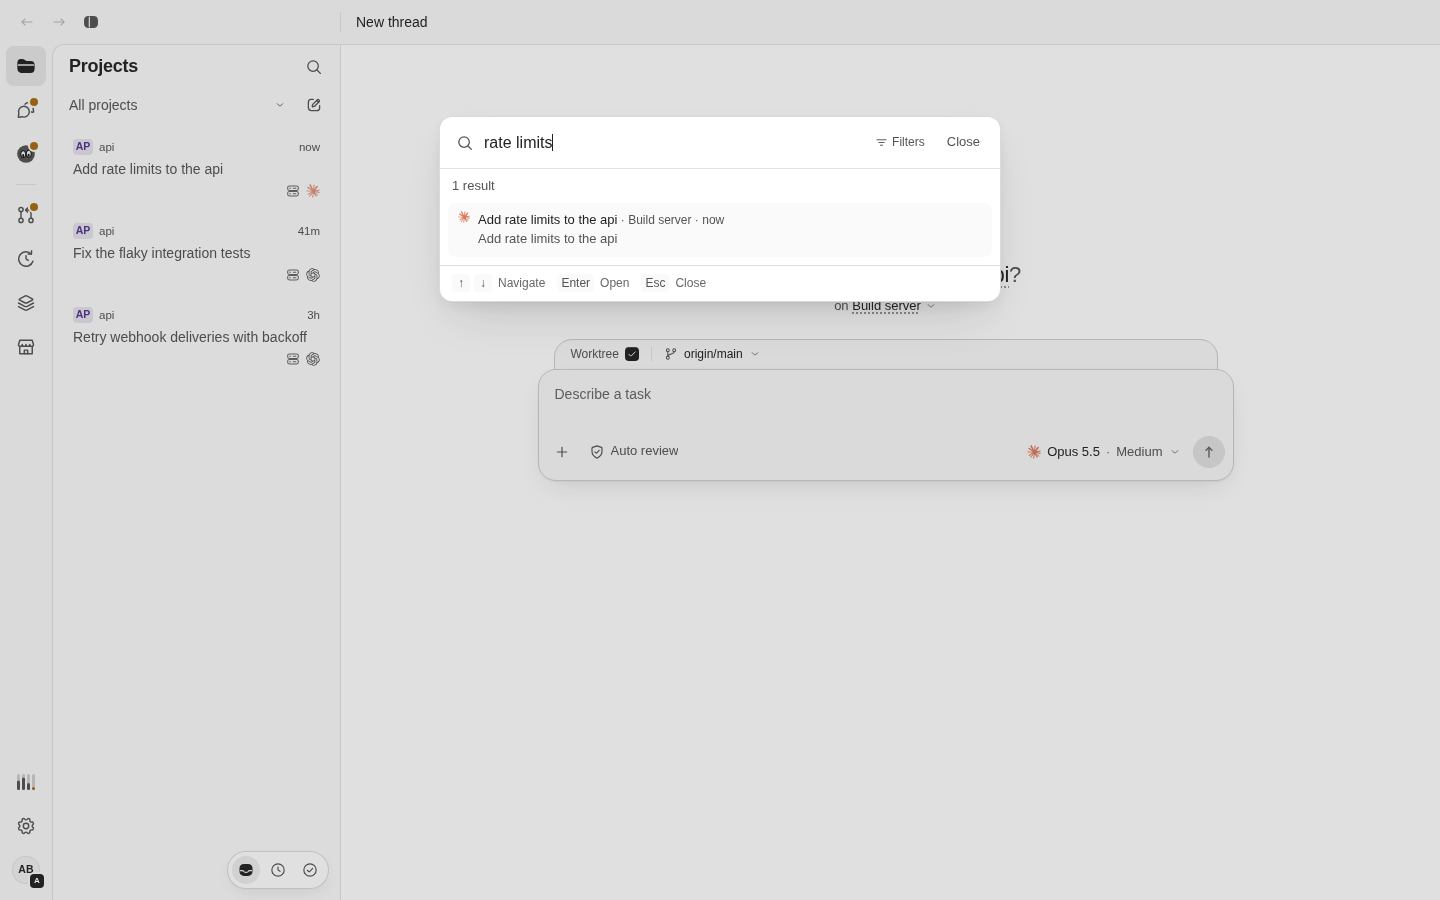 New thread
Projects
All projects
AP api now
Add rate limits to the api
AP api 41m
Fix the flaky integration tests
AP api 3h
Retry webhook deliveries with backoff
AB
A
rate limits
Filters
Close
1 result
Add rate limits to the api · Build server · now
Add rate limits to the api
↑ ↓ Navigate Enter Open Esc Close
on Build server
Worktree origin/main
Describe a task
Auto review
Opus 5.5 · Medium